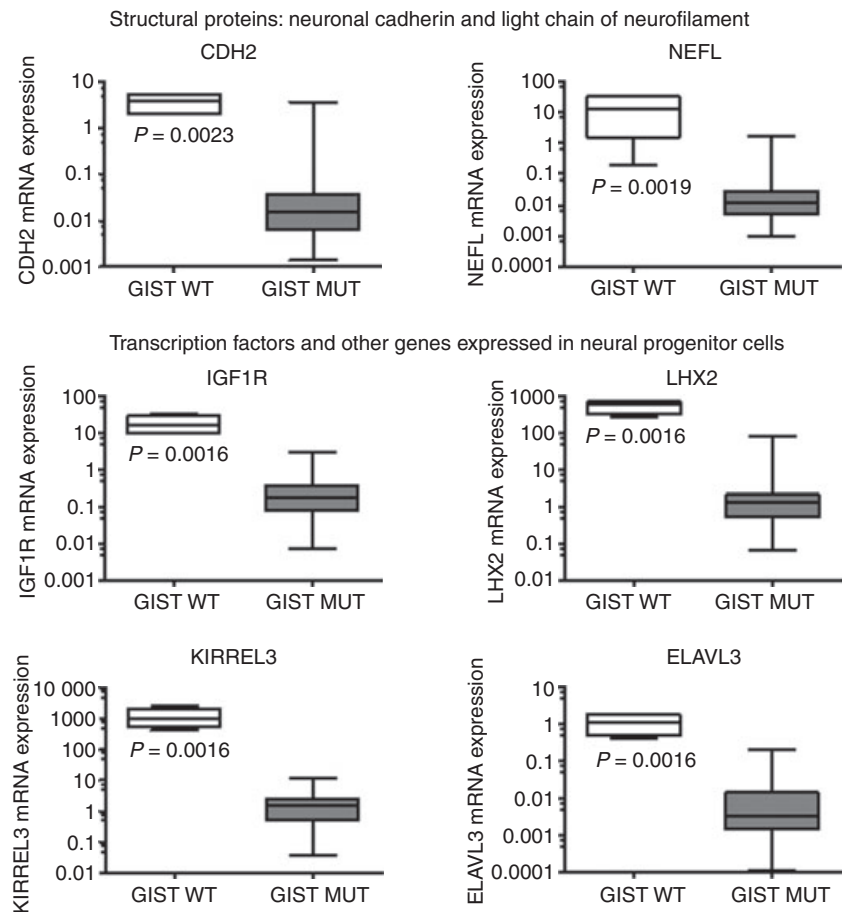 Structural proteins: neuronal cadherin and light chain of neurofilament
CDH2
CDH2 mRNA expression
10
1
0.1
0.01
0.001
P = 0.0023
GIST WT GIST MUT
NEFL
NEFL mRNA expression
100
10
1
0.1
0.01
0.001
0.0001
P = 0.0019
GIST WT GIST MUT
Transcription factors and other genes expressed in neural progenitor cells
IGF1R
IGF1R mRNA expression
100
10
1
0.1
0.01
0.001
P = 0.0016
GIST WT GIST MUT
LHX2
LHX2 mRNA expression
1000
100
10
1
0.1
0.01
P = 0.0016
GIST WT GIST MUT
KIRREL3
KIRREL3 mRNA expression
10 000
1000
100
10
1
0.1
0.01
P = 0.0016
GIST WT GIST MUT
ELAVL3
ELAVL3 mRNA expression
10
1
0.1
0.01
0.001
0.0001
P = 0.0016
GIST WT GIST MUT